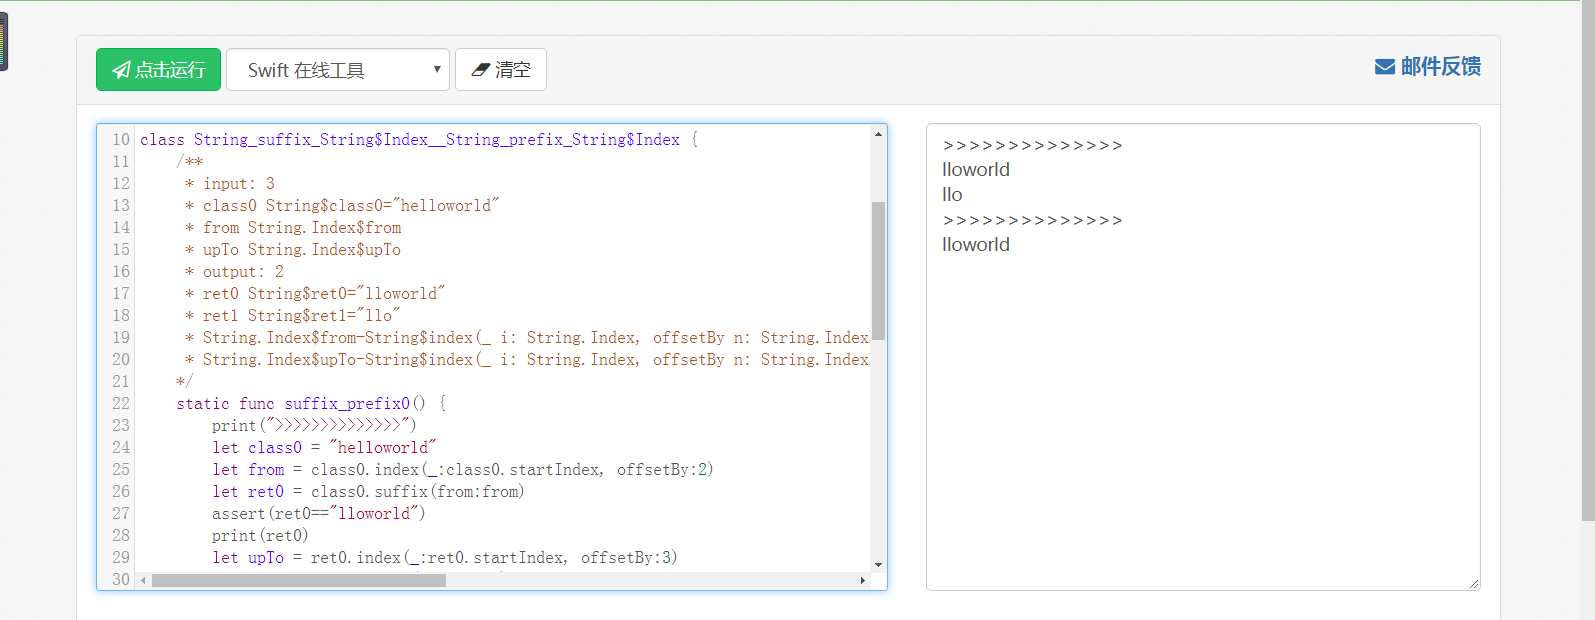 点击运行 Swift 在线工具 清空 邮件反馈
10 class String_suffix_String$Index__String_prefix_String$Index {
11 /**
12 * input: 3
13 * class0 String$class0="helloworld"
14 * from String.Index$from
15 * upTo String.Index$upTo
16 * output: 2
17 * ret0 String$ret0="lloworld"
18 * ret1 String$ret1="llo"
19 * String.Index$from-String$index(_ i: String.Index, offsetBy n: String.Index
20 * String.Index$upTo-String$index(_ i: String.Index, offsetBy n: String.Index
21 */
22 static func suffix_prefix0() {
23 print(">>>>>>>>>>>>>>")
24 let class0 = "helloworld"
25 let from = class0.index(_:class0.startIndex, offsetBy:2)
26 let ret0 = class0.suffix(from:from)
27 assert(ret0=="lloworld")
28 print(ret0)
29 let upTo = ret0.index(_:ret0.startIndex, offsetBy:3)
30
>>>>>>>>>>>>>>
lloworld
llo
>>>>>>>>>>>>>>
lloworld